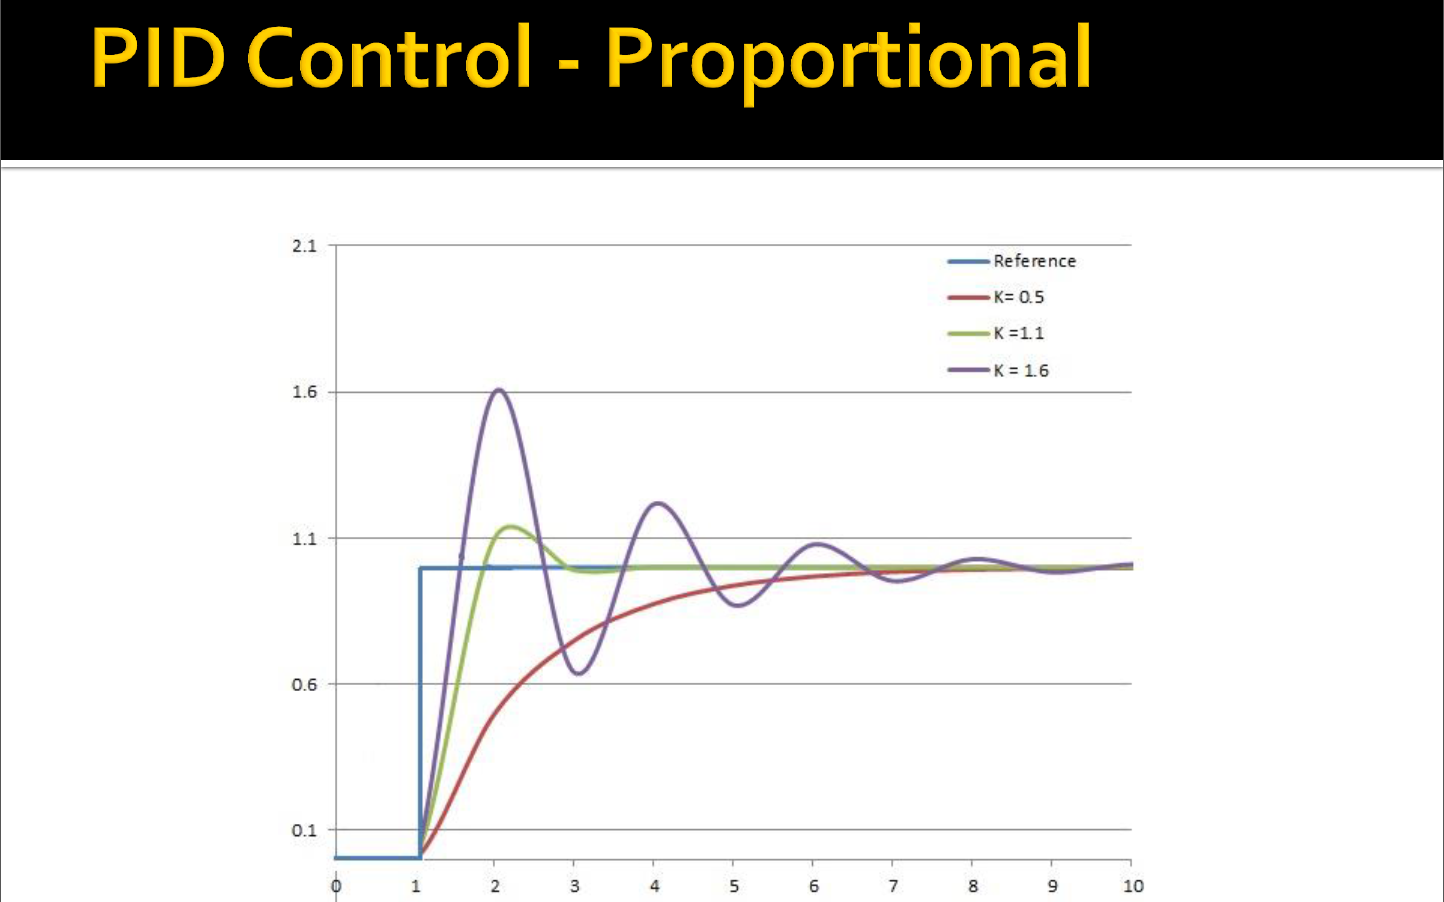 PID Control - Proportional
2.1
Reference
K= 0.5
K =1.1
K = 1.6
1.6
1.1
0.6
0.1
0 1 2 3 4 5 6 7 8 9 10